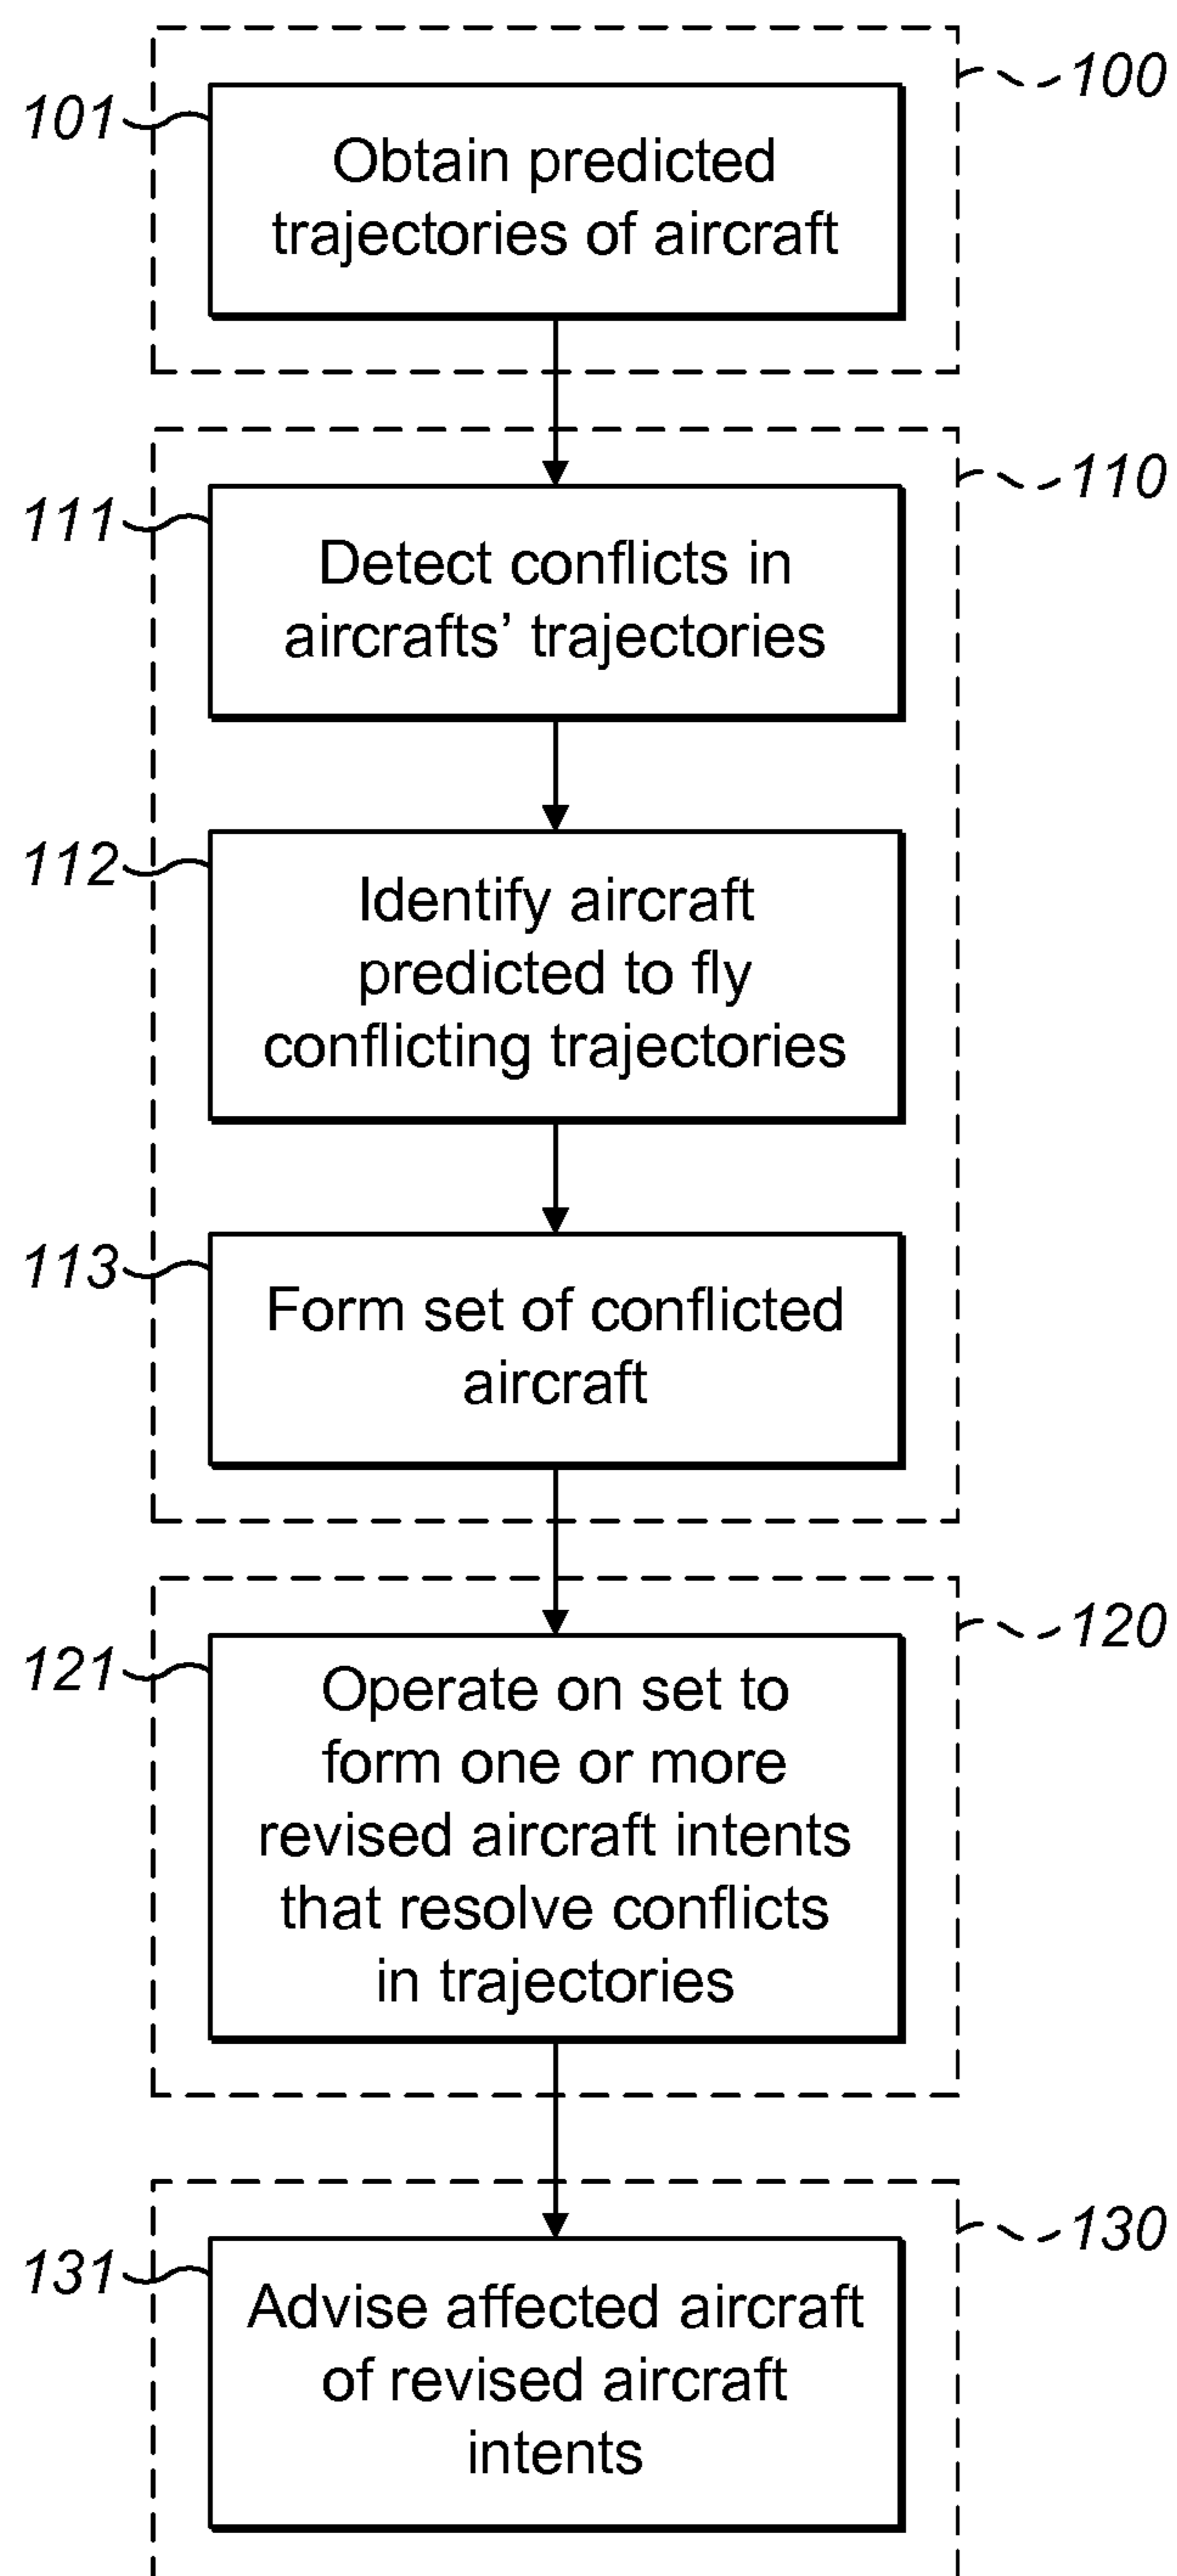 100
101
Obtain predicted
trajectories of aircraft
110
111
Detect conflicts in
aircrafts’ trajectories
112
Identify aircraft
predicted to fly
conflicting trajectories
113
Form set of conflicted
aircraft
120
121
Operate on set to
form one or more
revised aircraft intents
that resolve conflicts
in trajectories
130
131
Advise affected aircraft
of revised aircraft
intents